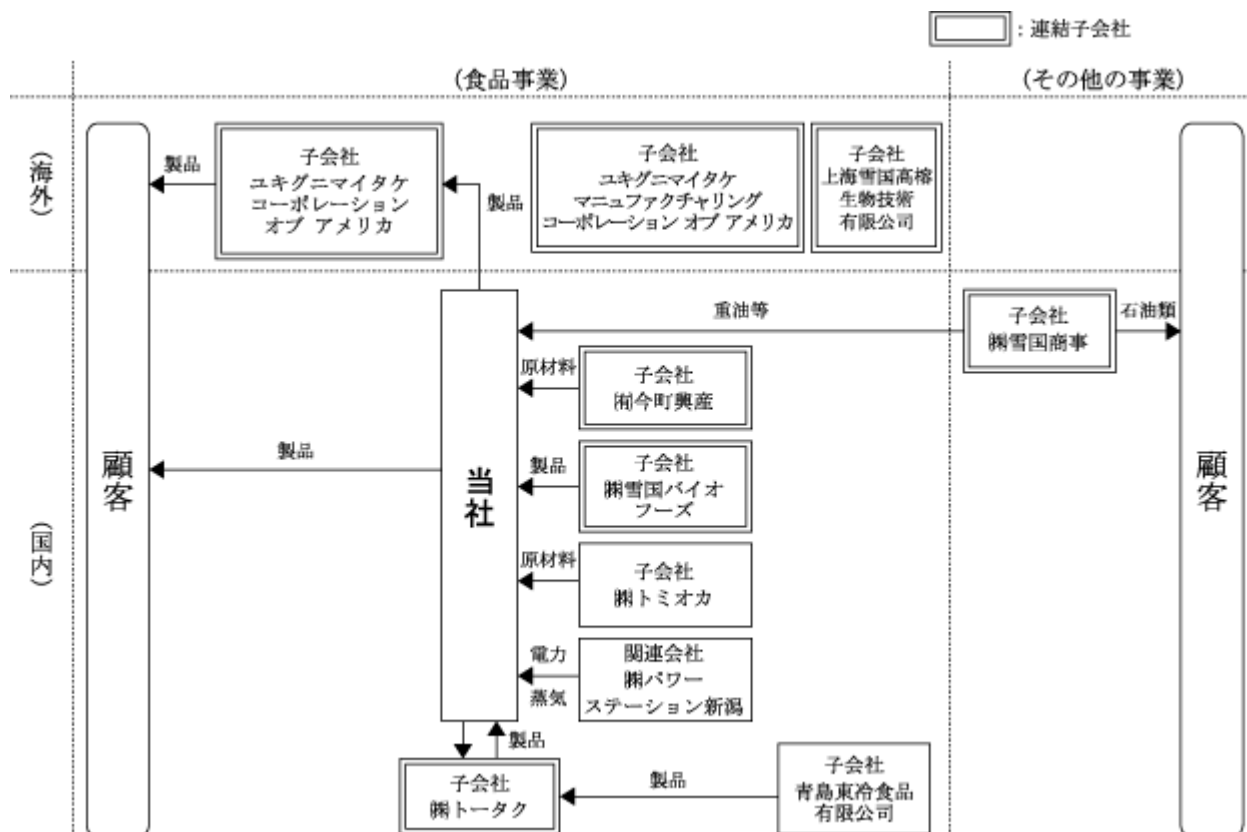 ：連結子会社
(食品事業)
(その他の事業)
(海外)
製品
子会社
ユキグニマイタケ
コーポレーション
オブ アメリカ
製品
子会社
ユキグニマイタケ
マニュファクチャリング
コーポレーション オブ アメリカ
子会社
上海雪国高榕
生物技術
有限公司
重油等
子会社
㈱雪国商事
石油類
原材料
子会社
㈲今町興産
顧客
製品
当社
製品
子会社
㈱雪国バイオ
フーズ
顧客
(国内)
原材料
子会社
㈱トミオカ
電力
蒸気
関連会社
㈱パワー
ステーション新潟
製品
子会社
㈱トータク
製品
子会社
青島東冷食品
有限公司